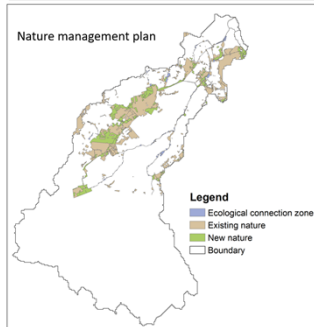 Nature management plan
Legend
Ecological connection zone
Existing nature
New nature
Boundary